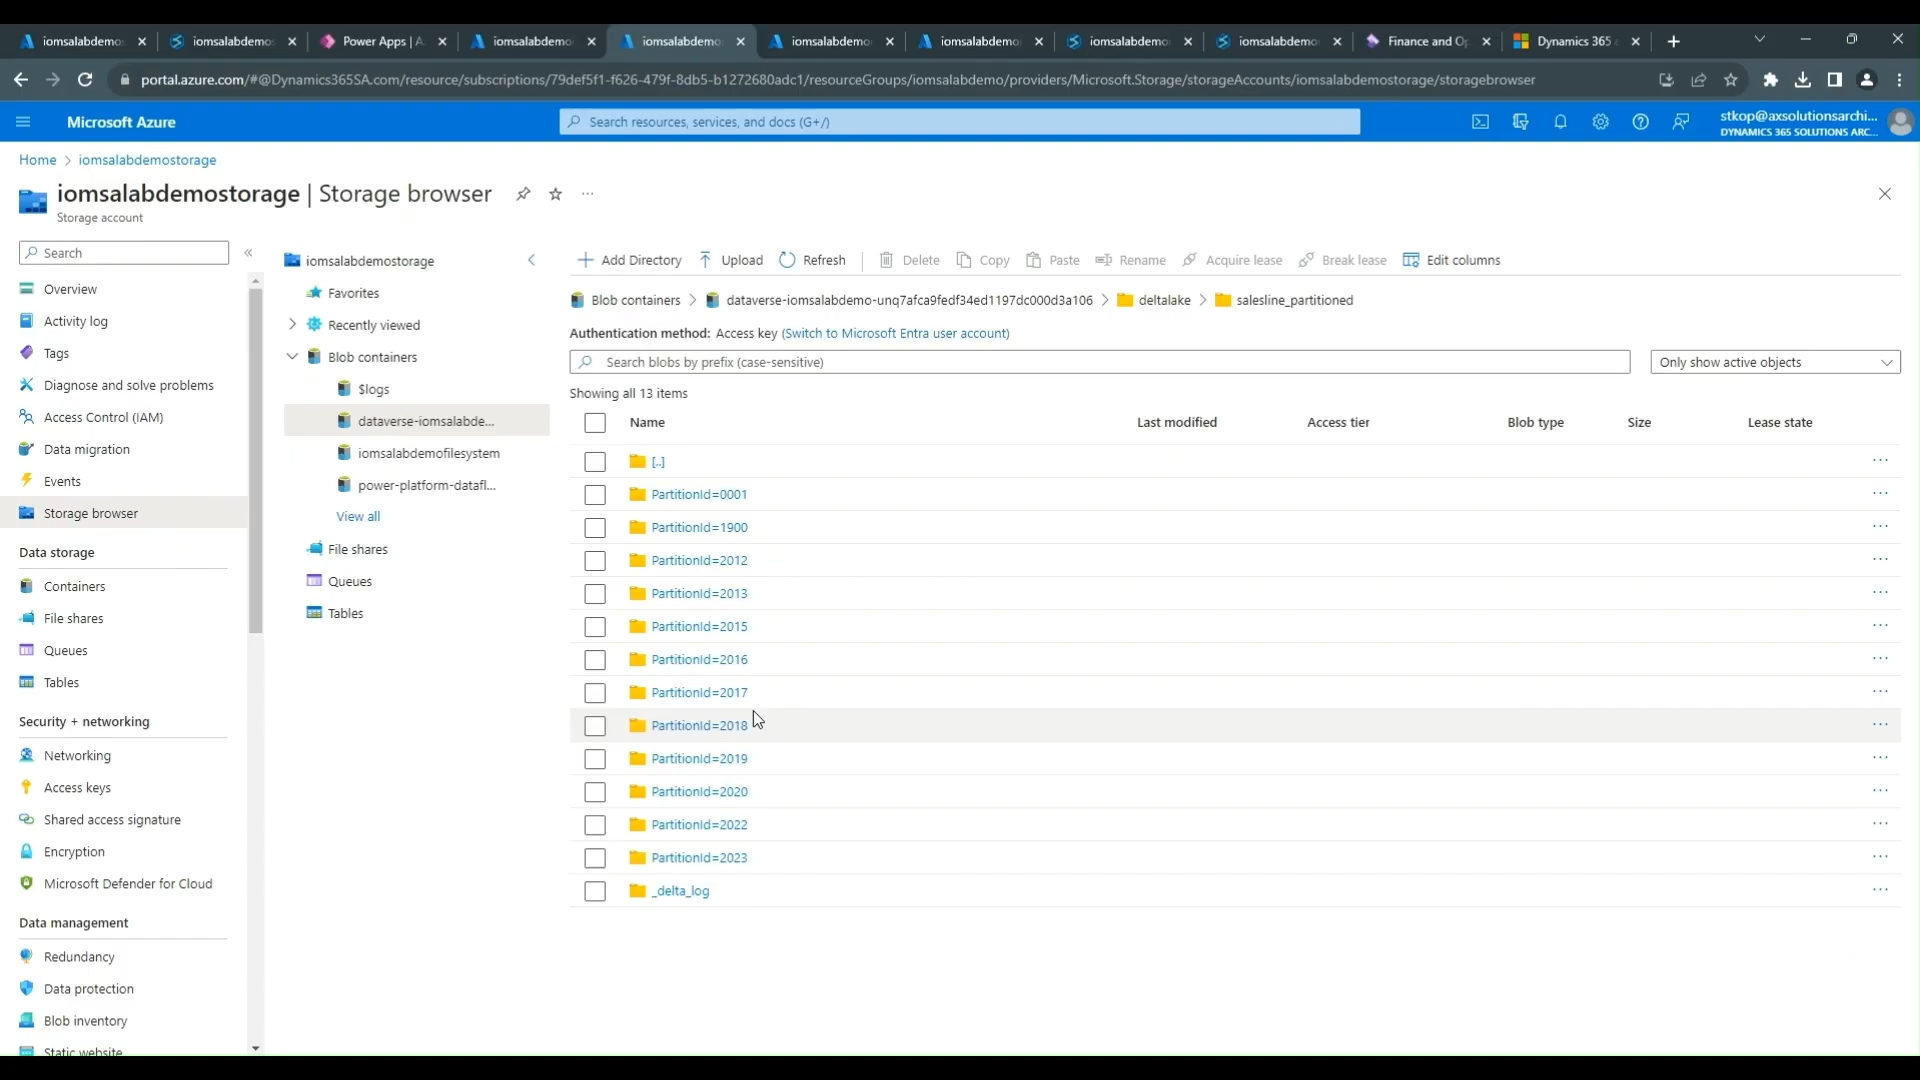 iomsalabdemo
iomsalabdemo
Power Apps | A
iomsalabdemo
iomsalabdemo
iomsalabdemo
iomsalabdemo
iomsalabdemo
iomsalabdemo
Finance and Op
Dynamics 365
portal.azure.com/#@Dynamics365SA.com/resource/subscriptions/79def5f1-f626-479f-8db5-b1272680adc1/resourceGroups/iomsalabdemo/providers/Microsoft.Storage/storageAccounts/iomsalabdemostorage/storagebrowser
Microsoft Azure
Search resources, services, and docs (G+/)
stkop@axsolutionsarchi...
DYNAMICS 365 SOLUTIONS ARC...
Home > iomsalabdemostorage
iomsalabdemostorage | Storage browser
Storage account
Search
Overview
Activity log
Tags
Diagnose and solve problems
Access Control (IAM)
Data migration
Events
Storage browser
Data storage
Containers
File shares
Queues
Tables
Security + networking
Networking
Access keys
Shared access signature
Encryption
Microsoft Defender for Cloud
Data management
Redundancy
Data protection
Blob inventory
Static website
iomsalabdemostorage
Favorites
Recently viewed
Blob containers
$logs
dataverse-iomsalabde...
iomsalabdemofilesystem
power-platform-datafl...
View all
File shares
Queues
Tables
Add Directory Upload Refresh Delete Copy Paste Rename Acquire lease Break lease Edit columns
Blob containers > dataverse-iomsalabdemo-unq7afca9fedf34ed1197dc000d3a106 > deltalake > salesline_partitioned
Authentication method: Access key (Switch to Microsoft Entra user account)
Search blobs by prefix (case-sensitive)
Only show active objects
Showing all 13 items
Name Last modified Access tier Blob type Size Lease state
[..]
PartitionId=0001
PartitionId=1900
PartitionId=2012
PartitionId=2013
PartitionId=2015
PartitionId=2016
PartitionId=2017
PartitionId=2018
PartitionId=2019
PartitionId=2020
PartitionId=2022
PartitionId=2023
_delta_log